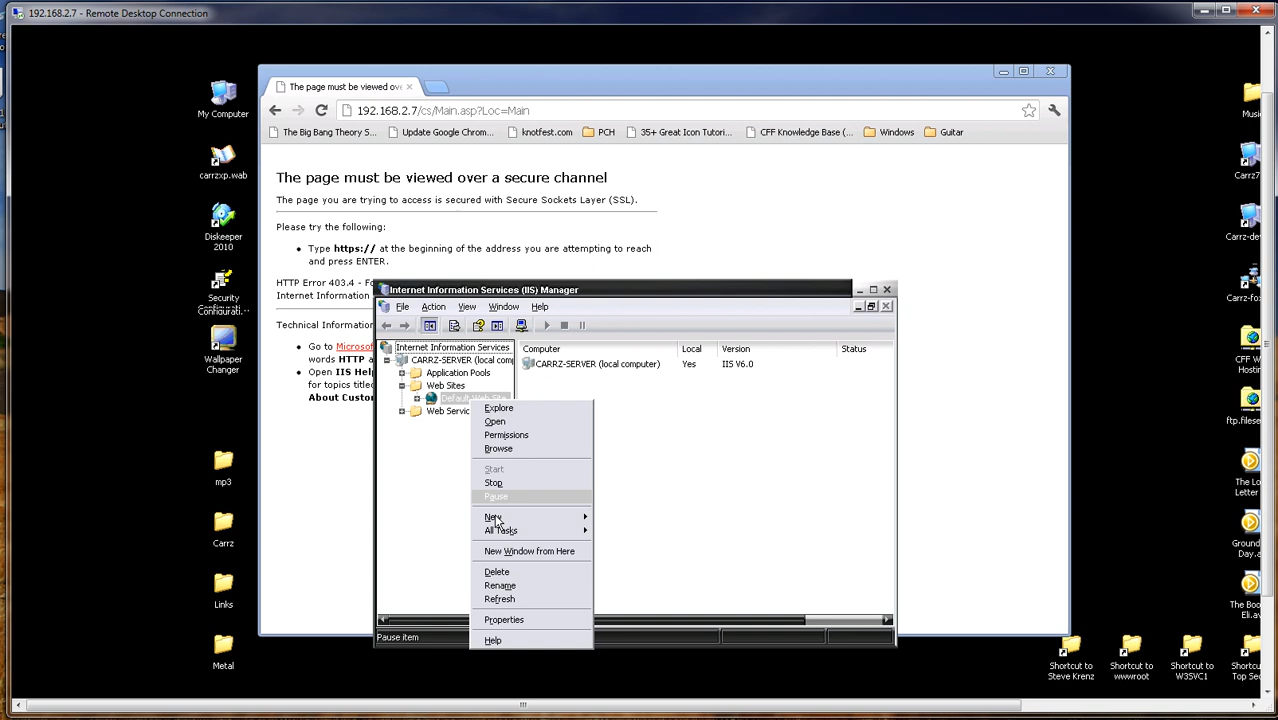 192.168.2.7 - Remote Desktop Connection
My Computer
carrzxp.wab
Diskeeper
2010
Security
Configurati...
Wallpaper
Changer
mp3
Carrz
Links
Metal
The page must be viewed ov
192.168.2.7/cs/Main.asp?Loc=Main
The Big Bang Theory S... Update Google Chrom... knotfest.com PCH 35+ Great Icon Tutori... CFF Knowledge Base (... Windows Guitar
The page must be viewed over a secure channel
The page you are trying to access is secured with Secure Sockets Layer (SSL).
Please try the following:
• Type https:// at the beginning of the address you are attempting to reach
and press ENTER.
HTTP Error 403.4 - Fo
Internet Information
Technical Information
• Go to Microsof
words HTTP a
• Open IIS Help
for topics titled
About Custom
Internet Information Services (IIS) Manager
File Action View Window Help
Internet Information Services
CARRZ-SERVER (local comp
Application Pools
Web Sites
Default Web Site
Web Servic
Computer Local Version Status
CARRZ-SERVER (local computer) Yes IIS V6.0
Explore
Open
Permissions
Browse
Start
Stop
Pause
New
All Tasks
New Window from Here
Delete
Rename
Refresh
Properties
Help
Pause item
Music
Carrz7
Carrz-de
Carrz-fo
CFF W
Hostin
ftp.filese
The Lo
Letter
Ground
Day.av
The Boo
Eli.av
Shortcut to
Steve Krenz
Shortcut to
wwwroot
Shortcut to
W3SVC1
Shortcut
Top Sec